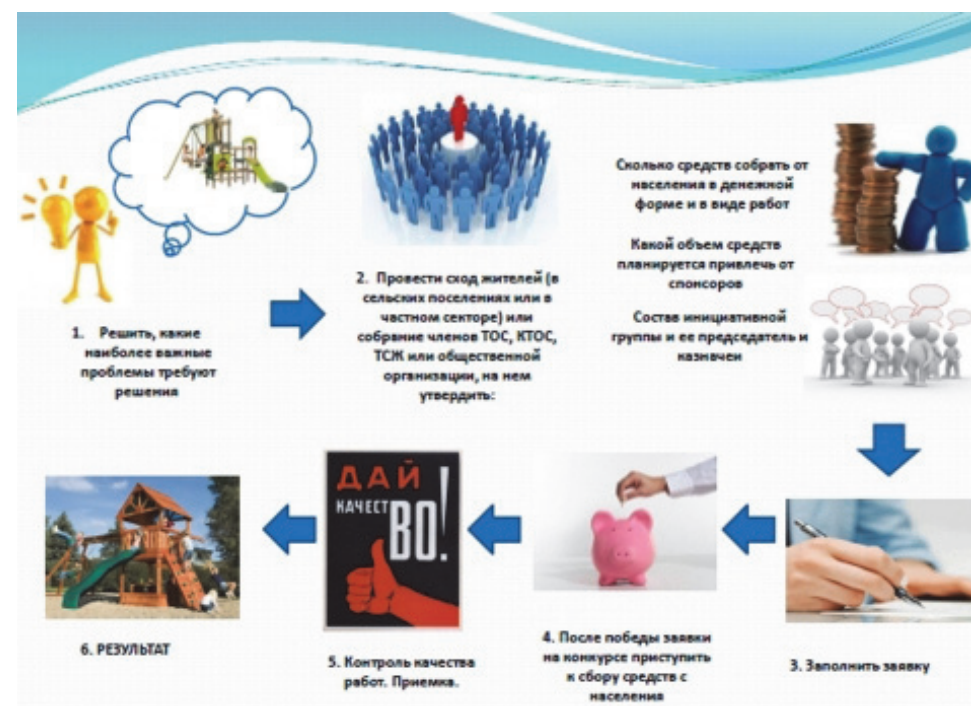 1. Решить, какие
наиболее важные
проблемы требуют
решения
2. Провести сход жителей (в
сельских поселениях или в
частном секторе) или
собрание членов ТОС, КТОС,
ТСЖ или общественной
организации, на нем
утвердить:
Сколько средств собрать от
населения в денежной
форме и в виде работ
Какой объем средств
планируется привлечь от
спонсоров
Состав инициативной
группы и ее председатель и
казначеи
3. Заполнить заявку
4. После победы заявки
на конкурсе приступить
к сбору средств с
населения
ДАЙ
КАЧЕСТ
ВО!
5. Контроль качества
работ. Приемка.
6. РЕЗУЛЬТАТ